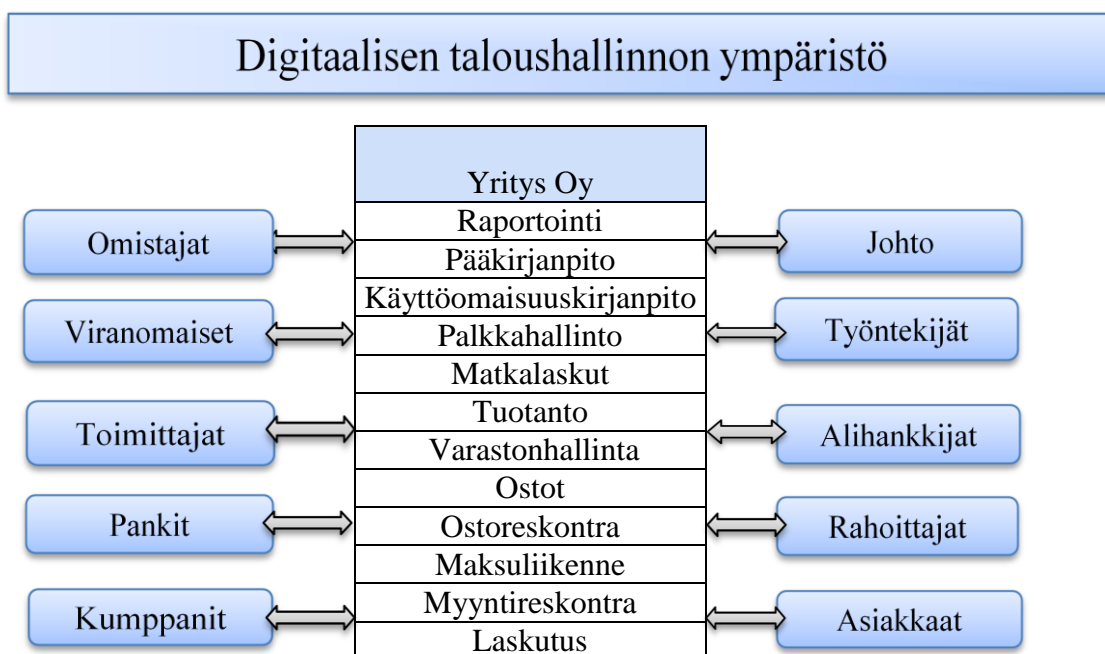 Digitaalisen taloushallinnon ympäristö
Yritys Oy
Raportointi
Pääkirjanpito
Käyttöomaisuuskirjanpito
Palkkahallinto
Matkalaskut
Tuotanto
Varastonhallinta
Ostot
Ostoreskontra
Maksuliikenne
Myyntireskontra
Laskutus
Omistajat
Viranomaiset
Toimittajat
Pankit
Kumppanit
Johto
Työntekijät
Alihankkijat
Rahoittajat
Asiakkaat